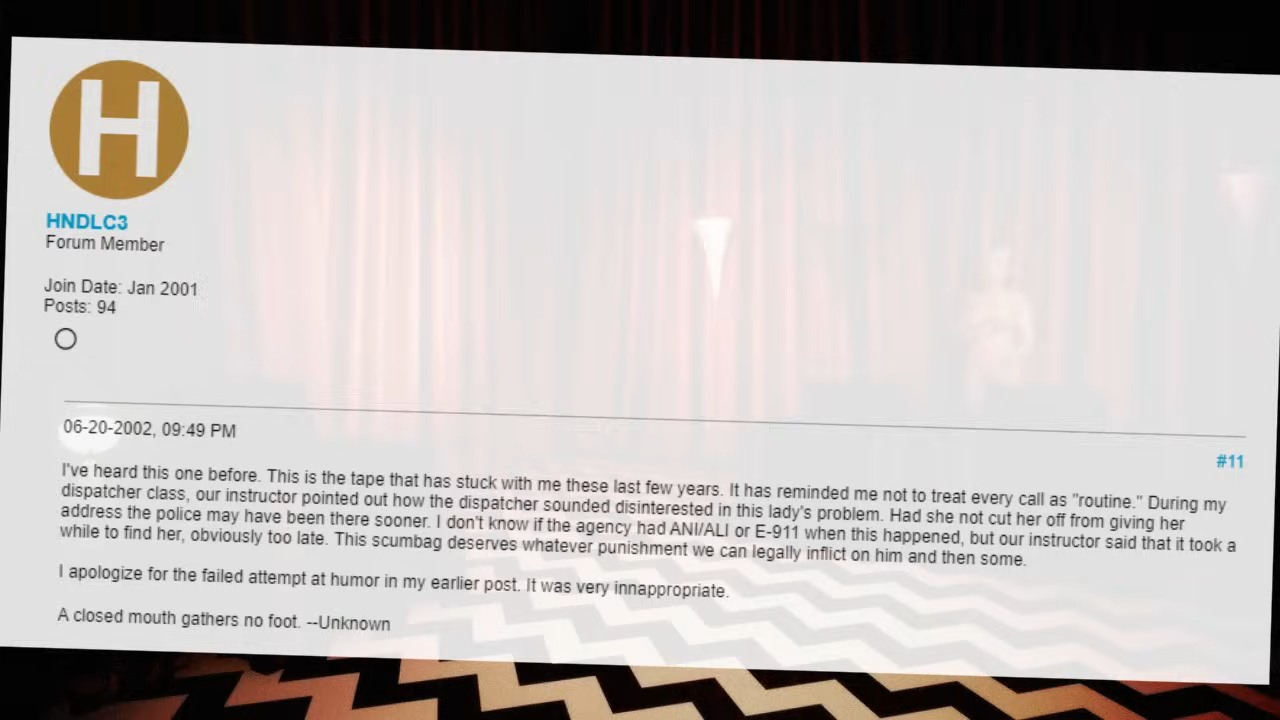 H
HNDLC3
Forum Member
Join Date: Jan 2001
Posts: 94
06-20-2002, 09:49 PM
#11
I've heard this one before. This is the tape that has stuck with me these last few years. It has reminded me not to treat every call as "routine." During my
dispatcher class, our instructor pointed out how the dispatcher sounded disinterested in this lady's problem. Had she not cut her off from giving her
address the police may have been there sooner. I don't know if the agency had ANI/ALI or E-911 when this happened, but our instructor said that it took a
while to find her, obviously too late. This scumbag deserves whatever punishment we can legally inflict on him and then some.
I apologize for the failed attempt at humor in my earlier post. It was very innappropriate.
A closed mouth gathers no foot. --Unknown